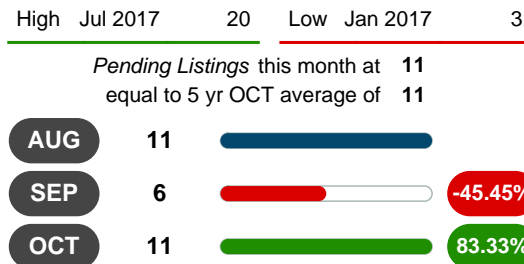 High Jul 2017 20 Low Jan 2017 3
Pending Listings this month at 11
equal to 5 yr OCT average of 11
AUG 11
SEP 6 -45.45%
OCT 11 83.33%